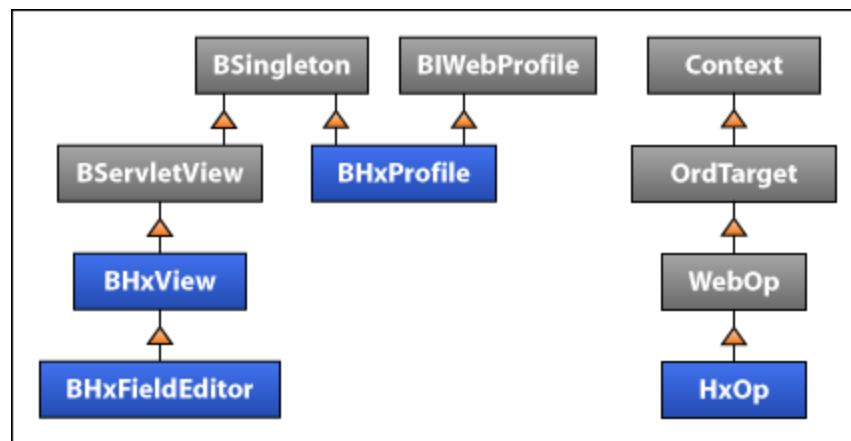 BSingleton
BIWebProfile
Context
BServletView
BHxProfile
OrdTarget
BHxView
WebOp
BHxFieldEditor
HxOp